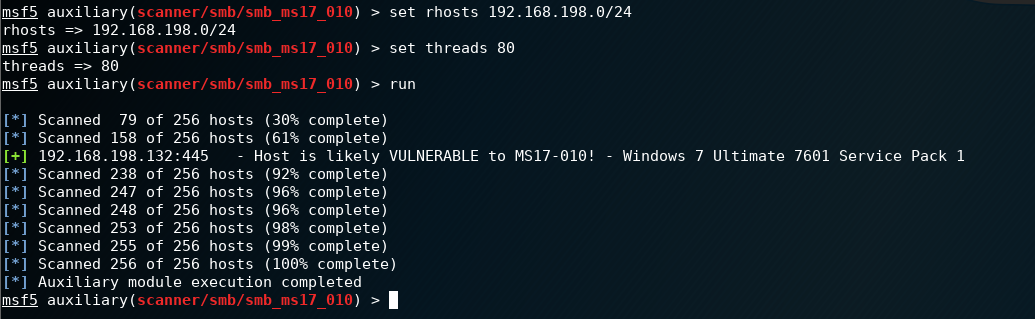 msf5 auxiliary(scanner/smb/smb_ms17_010) > set rhosts 192.168.198.0/24
rhosts => 192.168.198.0/24
msf5 auxiliary(scanner/smb/smb_ms17_010) > set threads 80
threads => 80
msf5 auxiliary(scanner/smb/smb_ms17_010) > run
[*] Scanned  79 of 256 hosts (30% complete)
[*] Scanned 158 of 256 hosts (61% complete)
[+] 192.168.198.132:445   - Host is likely VULNERABLE to MS17-010! - Windows 7 Ultimate 7601 Service Pack 1
[*] Scanned 238 of 256 hosts (92% complete)
[*] Scanned 247 of 256 hosts (96% complete)
[*] Scanned 248 of 256 hosts (96% complete)
[*] Scanned 253 of 256 hosts (98% complete)
[*] Scanned 255 of 256 hosts (99% complete)
[*] Scanned 256 of 256 hosts (100% complete)
[*] Auxiliary module execution completed
msf5 auxiliary(scanner/smb/smb_ms17_010) >